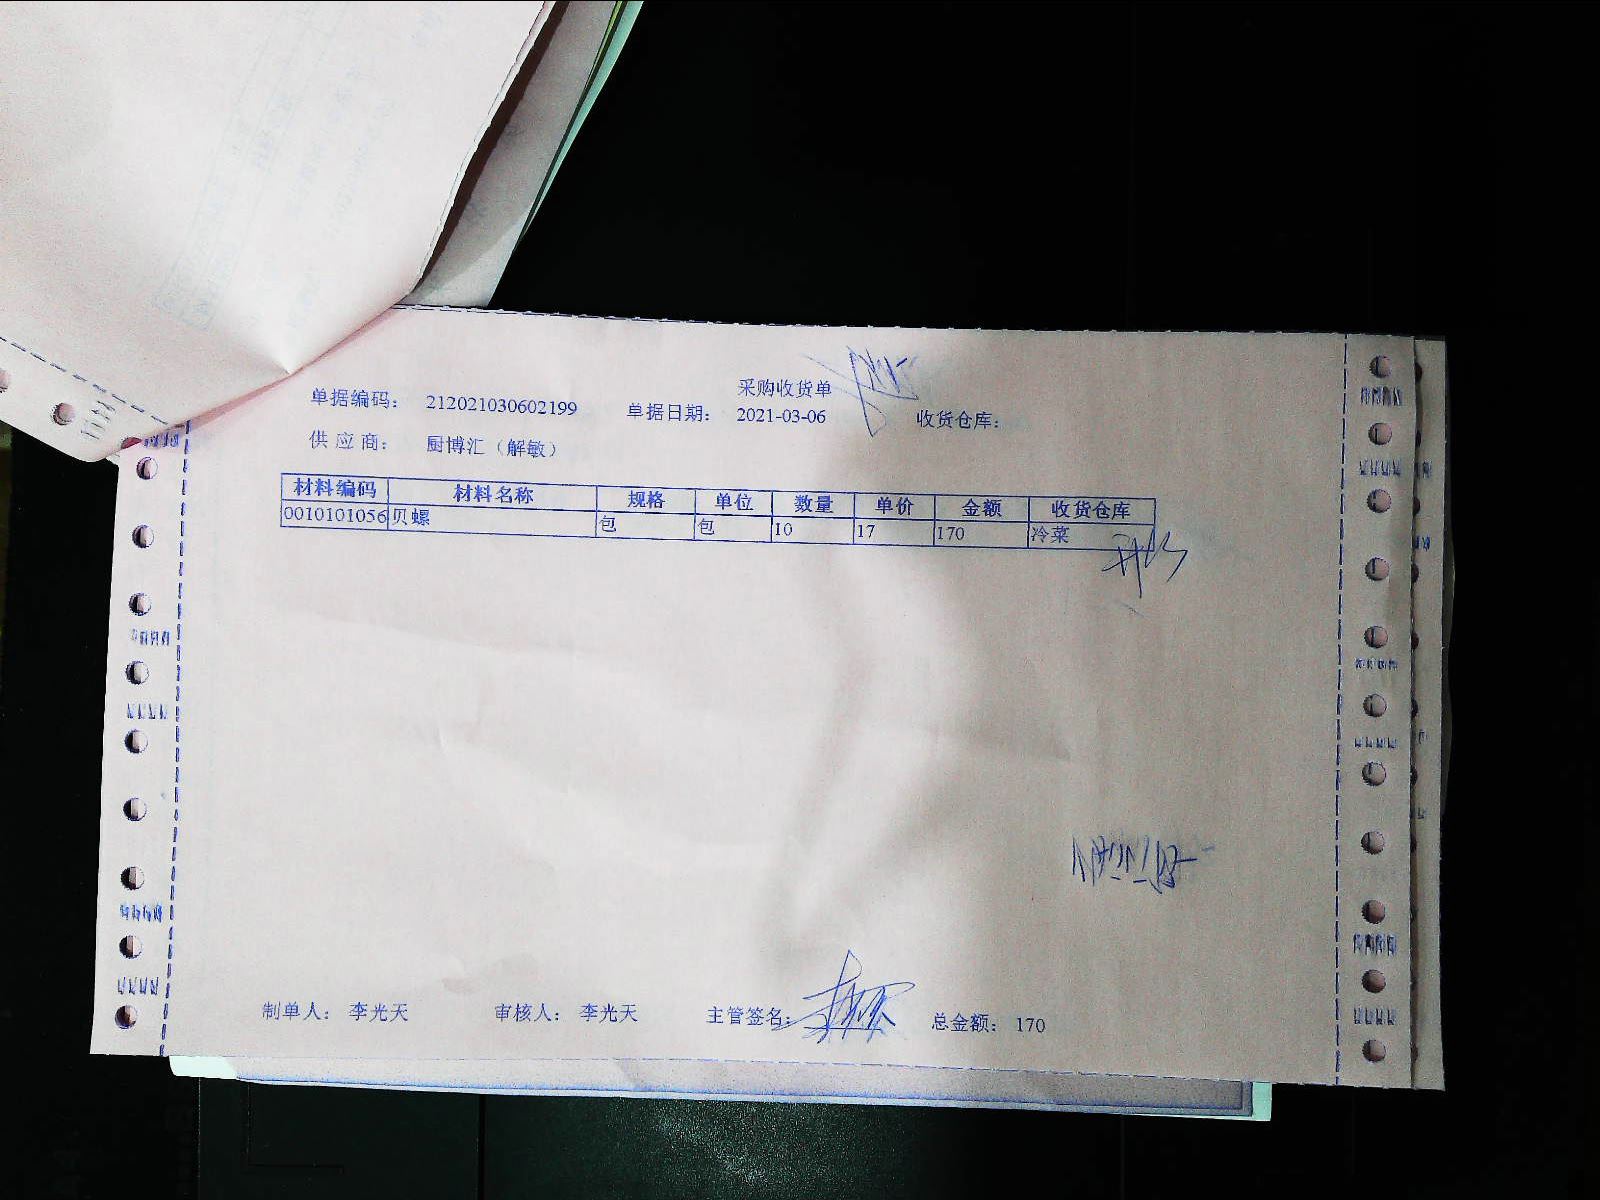 采购收货单
单据编码： 212021030602199 单据日期： 2021-03-06 收货仓库：
供 应 商： 厨博汇（解敏）
材料编码 材料名称 规格 单位 数量 单价 金额 收货仓库
0010101056 贝螺 包 包 10 17 170 冷菜
制单人： 李光天 审核人： 李光天 主管签名： 总金额： 170